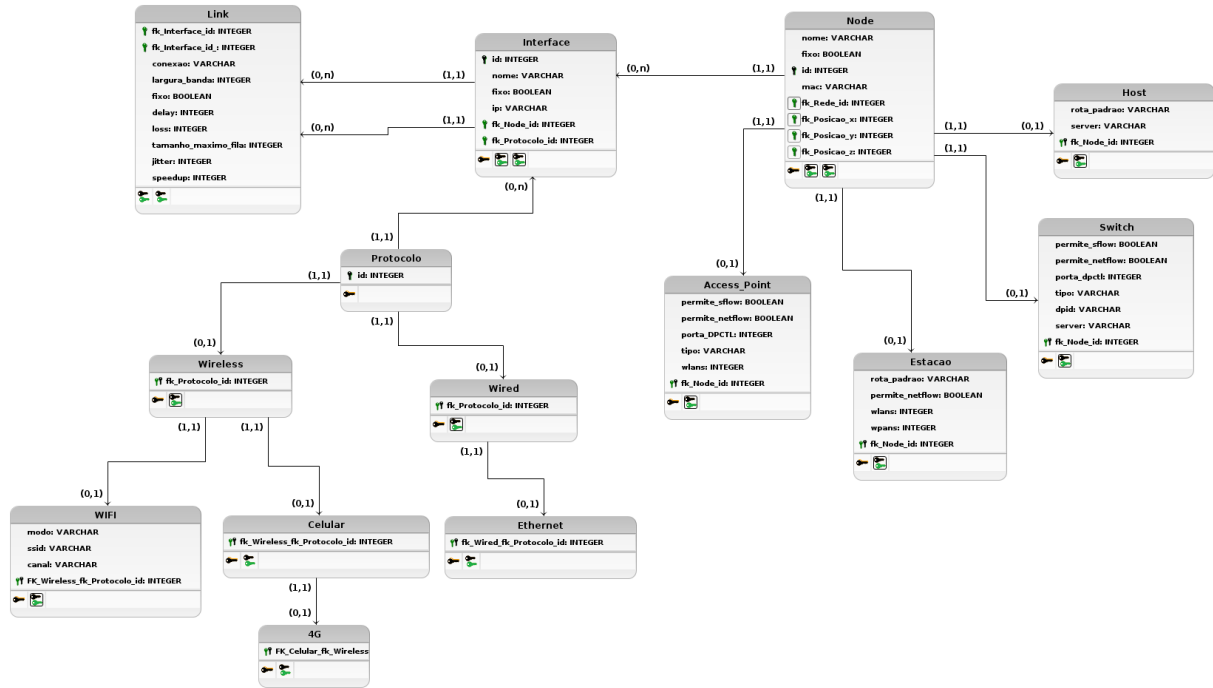 Link
fk_Interface_id: INTEGER
fk_Interface_id_: INTEGER
conexao: VARCHAR
largura_banda: INTEGER
fixo: BOOLEAN
delay: INTEGER
loss: INTEGER
tamanho_maximo_fila: INTEGER
jitter: INTEGER
speedup: INTEGER
(0,n)
(1,1)
(0,n)
(1,1)
Interface
id: INTEGER
nome: VARCHAR
fixo: BOOLEAN
ip: VARCHAR
fk_Node_id: INTEGER
fk_Protocolo_id: INTEGER
(0,n)
(1,1)
(0,n)
Node
nome: VARCHAR
fixo: BOOLEAN
id: INTEGER
mac: VARCHAR
fk_Rede_id: INTEGER
fk_Posicao_x: INTEGER
fk_Posicao_y: INTEGER
fk_Posicao_z: INTEGER
(1,1)
(1,1)
(0,1)
(1,1)
(1,1)
Host
rota_padrao: VARCHAR
server: VARCHAR
fk_Node_id: INTEGER
Switch
permite_sflow: BOOLEAN
permite_netflow: BOOLEAN
porta_dpctl: INTEGER
tipo: VARCHAR
dpid: VARCHAR
server: VARCHAR
fk_Node_id: INTEGER
(0,1)
(1,1)
Protocolo
id: INTEGER
(1,1)
(1,1)
(0,1)
Access_Point
permite_sflow: BOOLEAN
permite_netflow: BOOLEAN
porta_DPCTL: INTEGER
tipo: VARCHAR
wlans: INTEGER
fk_Node_id: INTEGER
(0,1)
Estacao
rota_padrao: VARCHAR
permite_netflow: BOOLEAN
wlans: INTEGER
wpans: INTEGER
fk_Node_id: INTEGER
(0,1)
Wireless
fk_Protocolo_id: INTEGER
(1,1)
(1,1)
(0,1)
Wired
fk_Protocolo_id: INTEGER
(1,1)
(0,1)
WIFI
modo: VARCHAR
ssid: VARCHAR
canal: VARCHAR
FK_Wireless_fk_Protocolo_id: INTEGER
(0,1)
Celular
fk_Wireless_fk_Protocolo_id: INTEGER
(1,1)
(0,1)
Ethernet
fk_Wired_fk_Protocolo_id: INTEGER
(0,1)
4G
FK_Celular_fk_Wireless